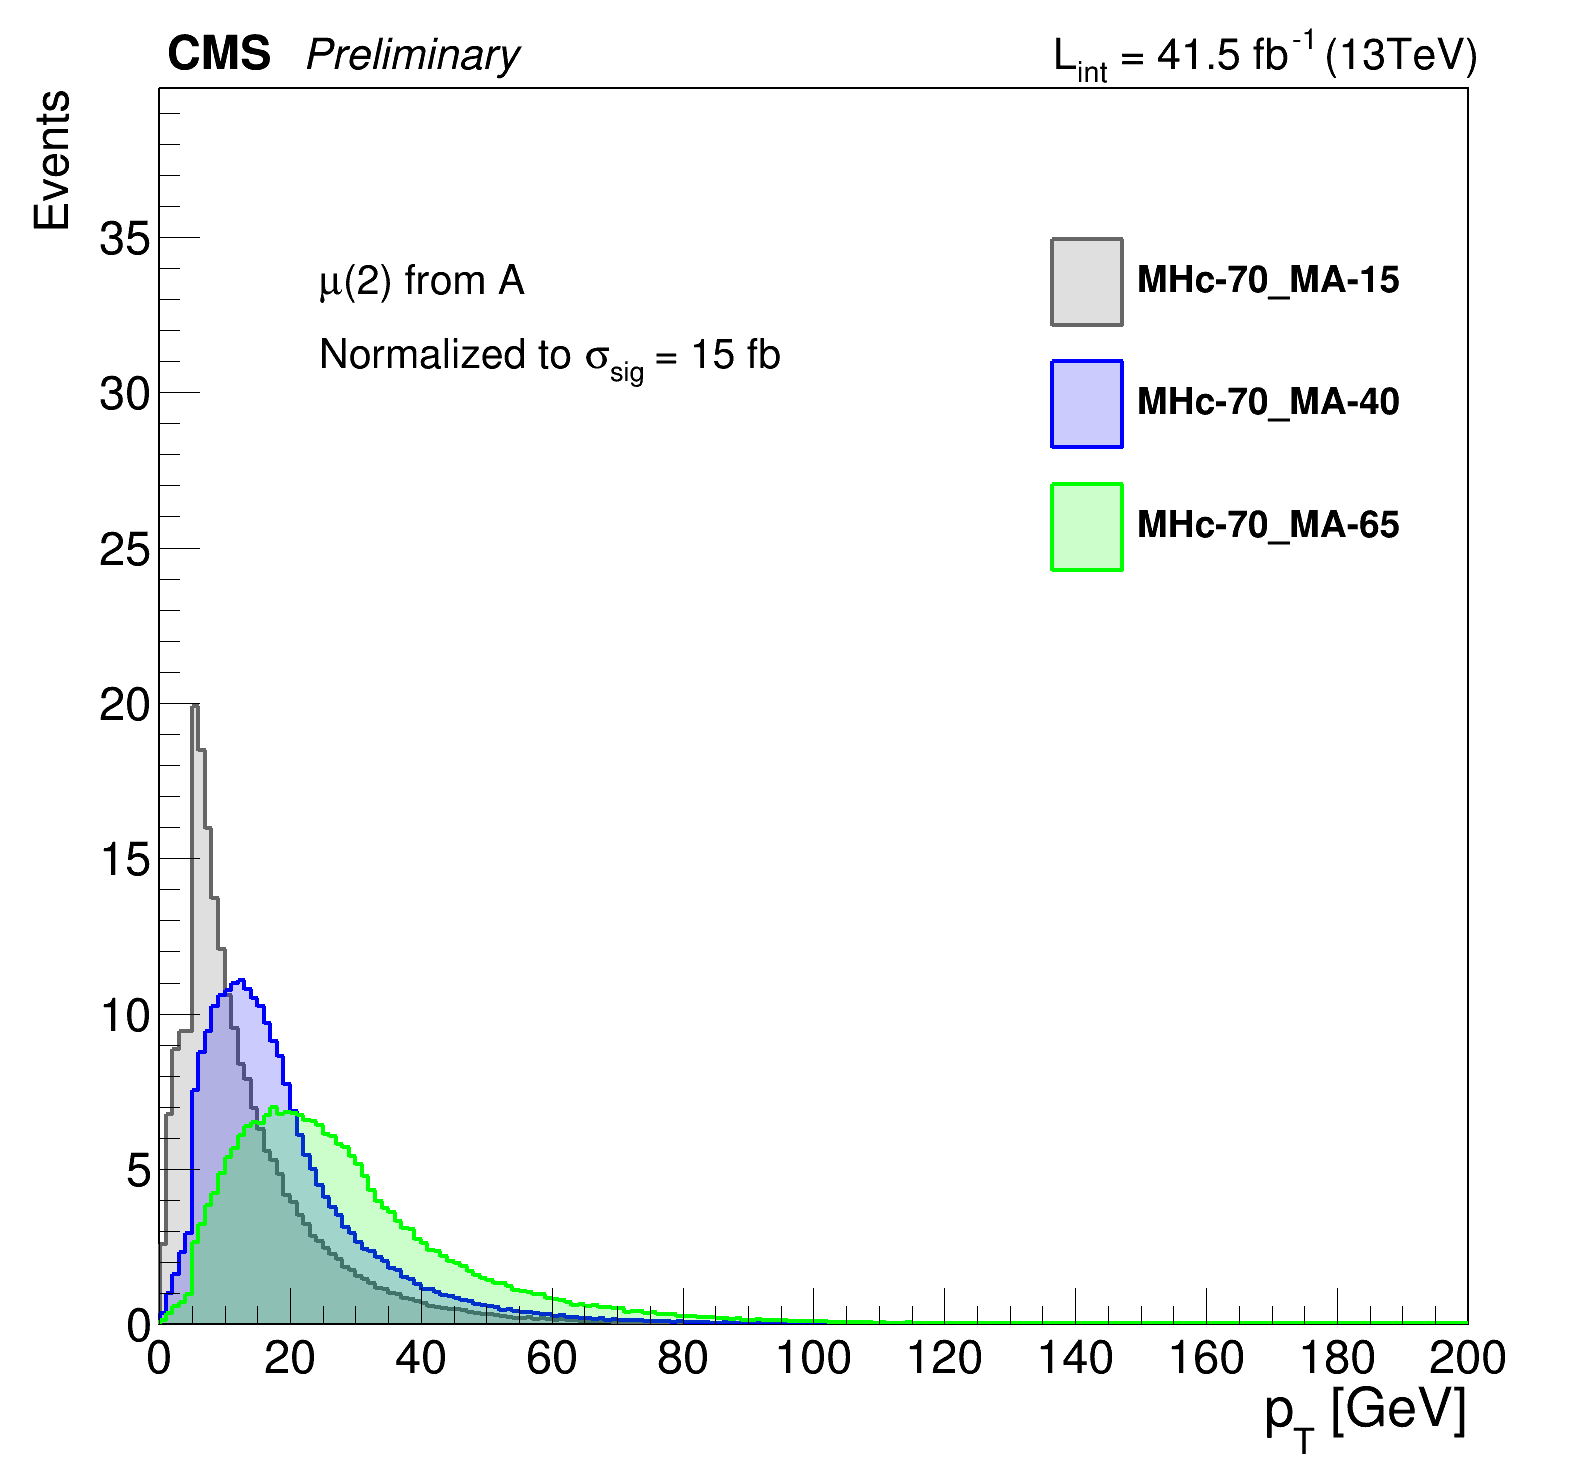 CMS Preliminary L_int = 41.5 fb^-1 (13TeV)
Events
μ(2) from A
Normalized to σ_sig = 15 fb
MHc-70_MA-15
MHc-70_MA-40
MHc-70_MA-65
35
30
25
20
15
10
5
0
0 20 40 60 80 100 120 140 160 180 200
p_T [GeV]